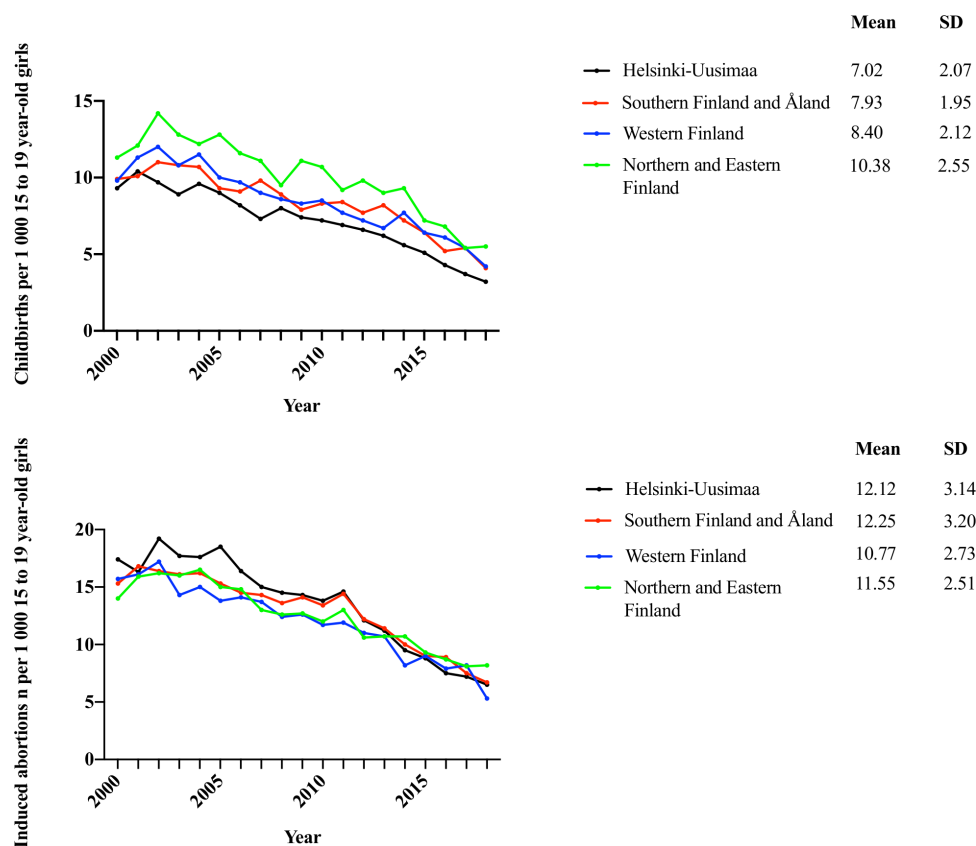 Mean SD
Childbirths per 1 000 15 to 19 year-old girls
15
10
5
0
2000 2005 2010 2015
Year
Helsinki-Uusimaa 7.02 2.07
Southern Finland and Åland 7.93 1.95
Western Finland 8.40 2.12
Northern and Eastern 10.38 2.55
Finland
Mean SD
Induced abortions n per 1 000 15 to 19 year-old girls
20
15
10
5
0
2000 2005 2010 2015
Year
Helsinki-Uusimaa 12.12 3.14
Southern Finland and Åland 12.25 3.20
Western Finland 10.77 2.73
Northern and Eastern 11.55 2.51
Finland